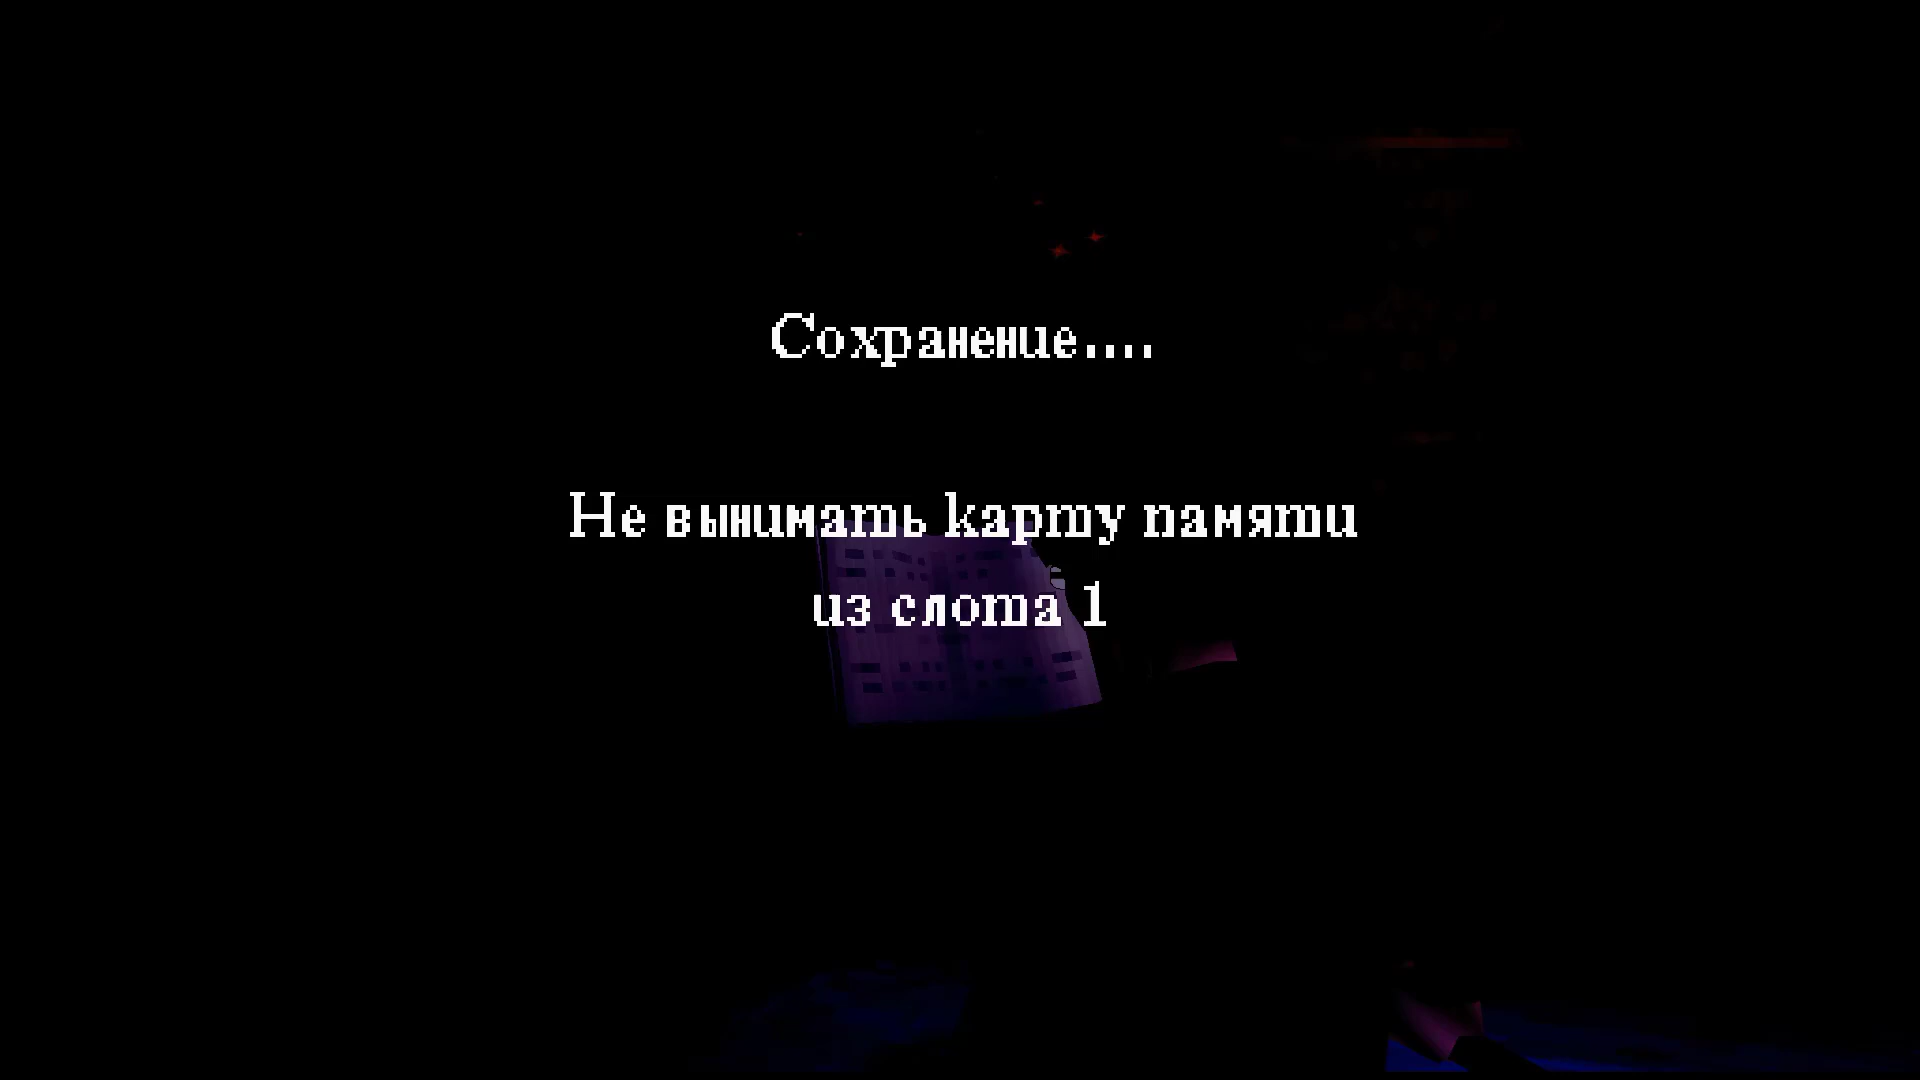 Сохранение....
Не вынимать карту памяти
из слота 1